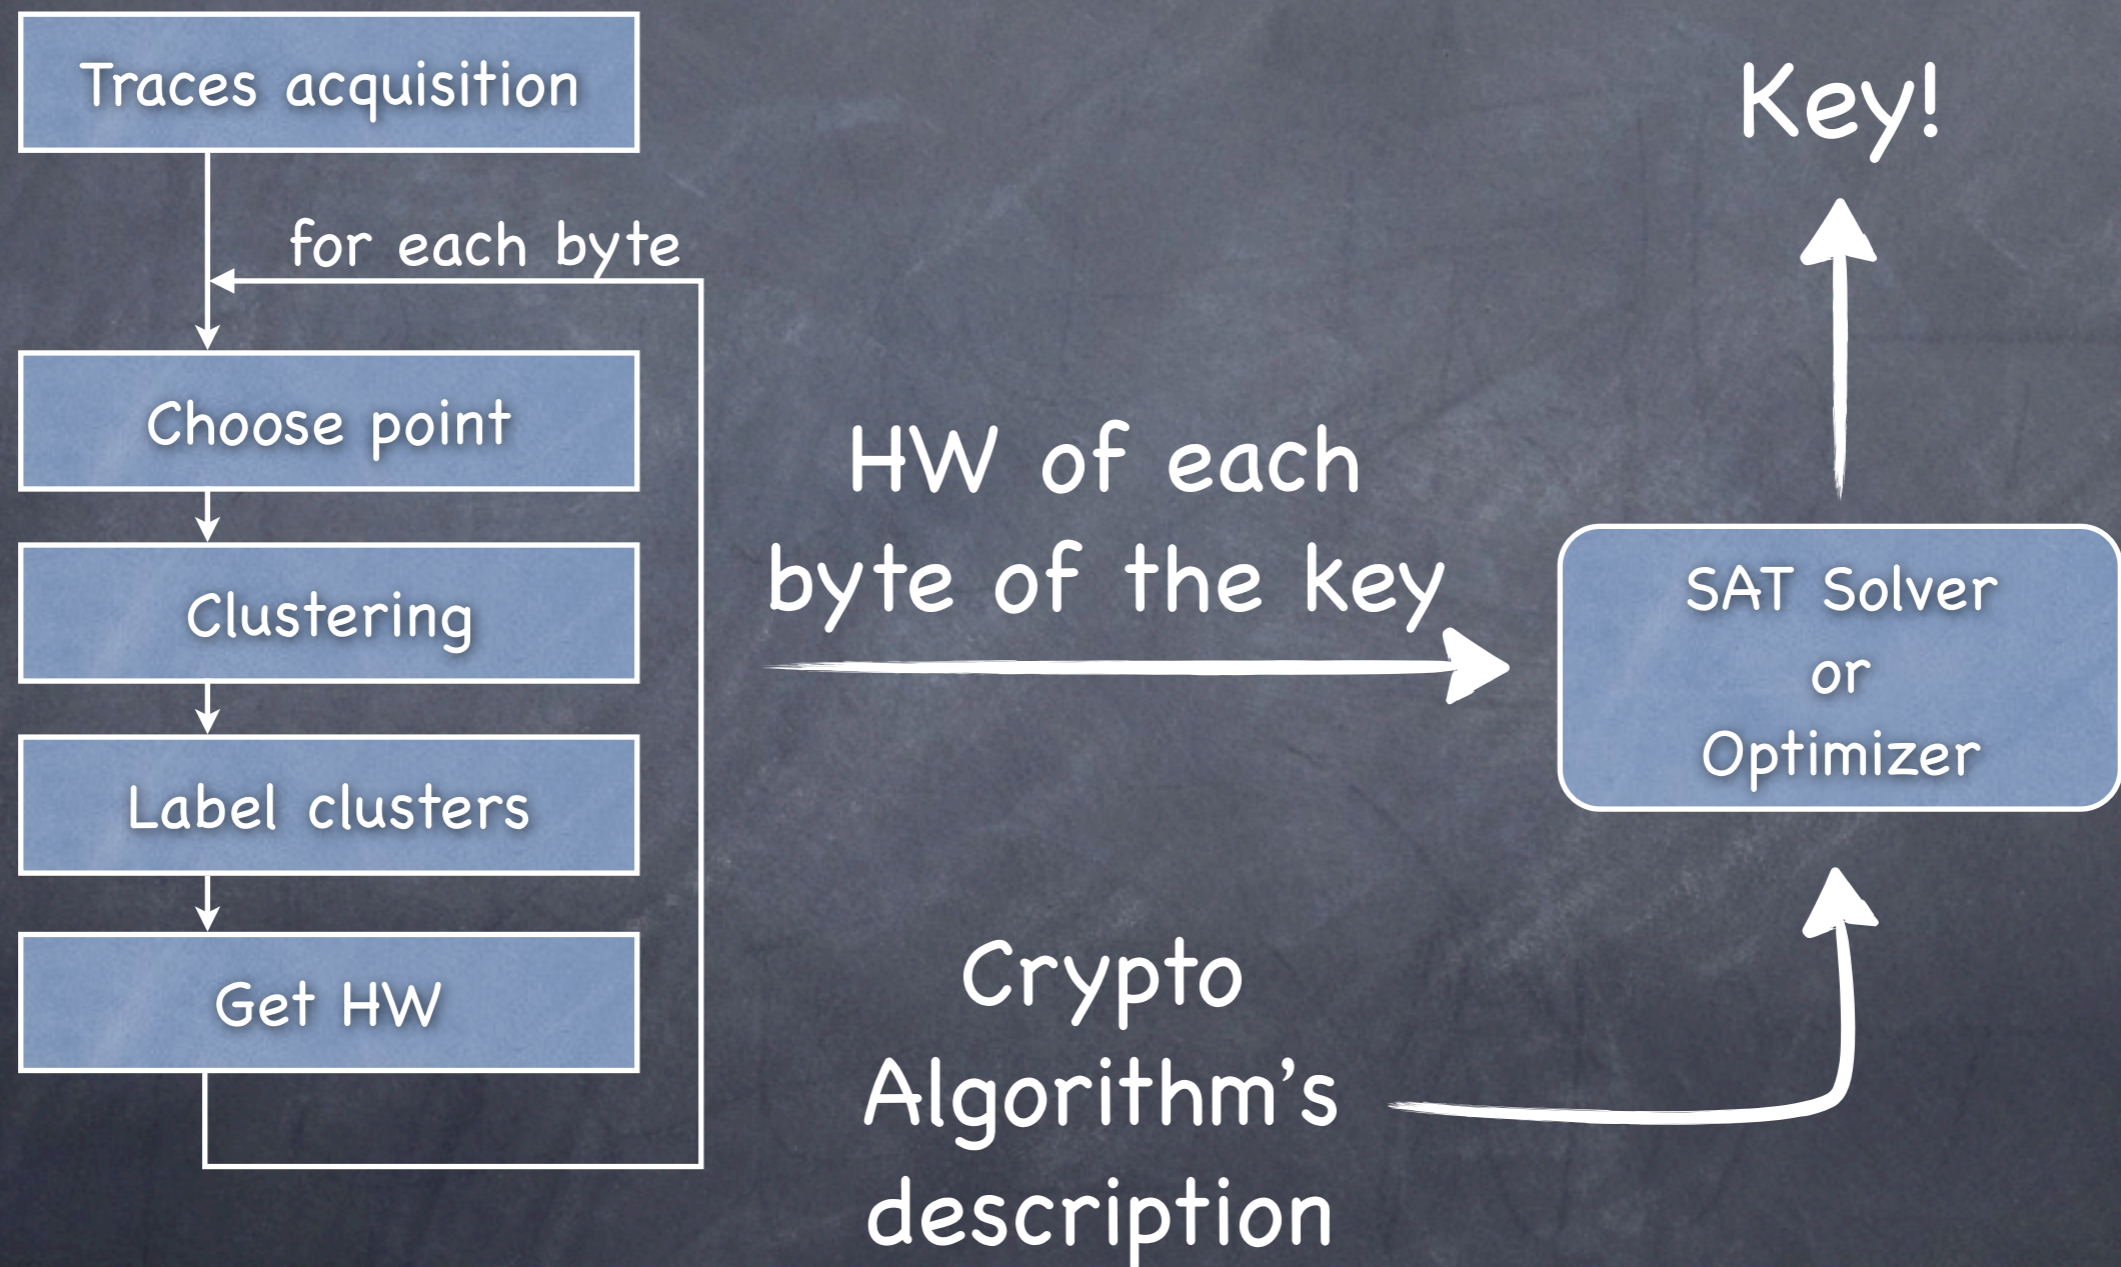 Traces acquisition
for each byte
Choose point
Clustering
Label clusters
Get HW
HW of each
byte of the key
Crypto
Algorithm’s
description
SAT Solver
or
Optimizer
Key!